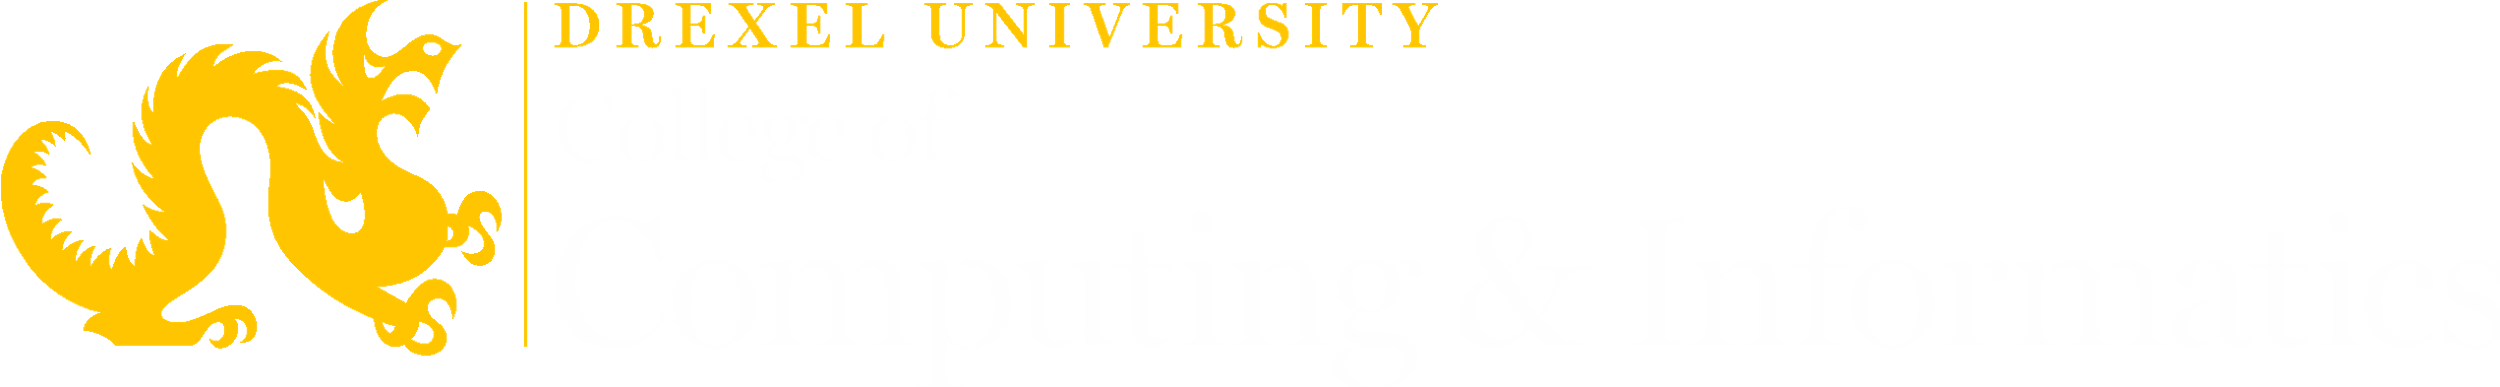 DREXEL UNIVERSITY
College of
Computing & Informatics